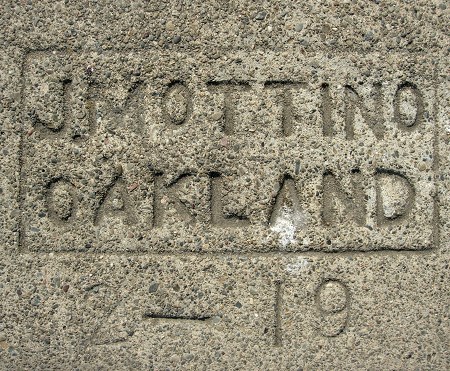 J. MOTTINO
OAKLAND
2-19